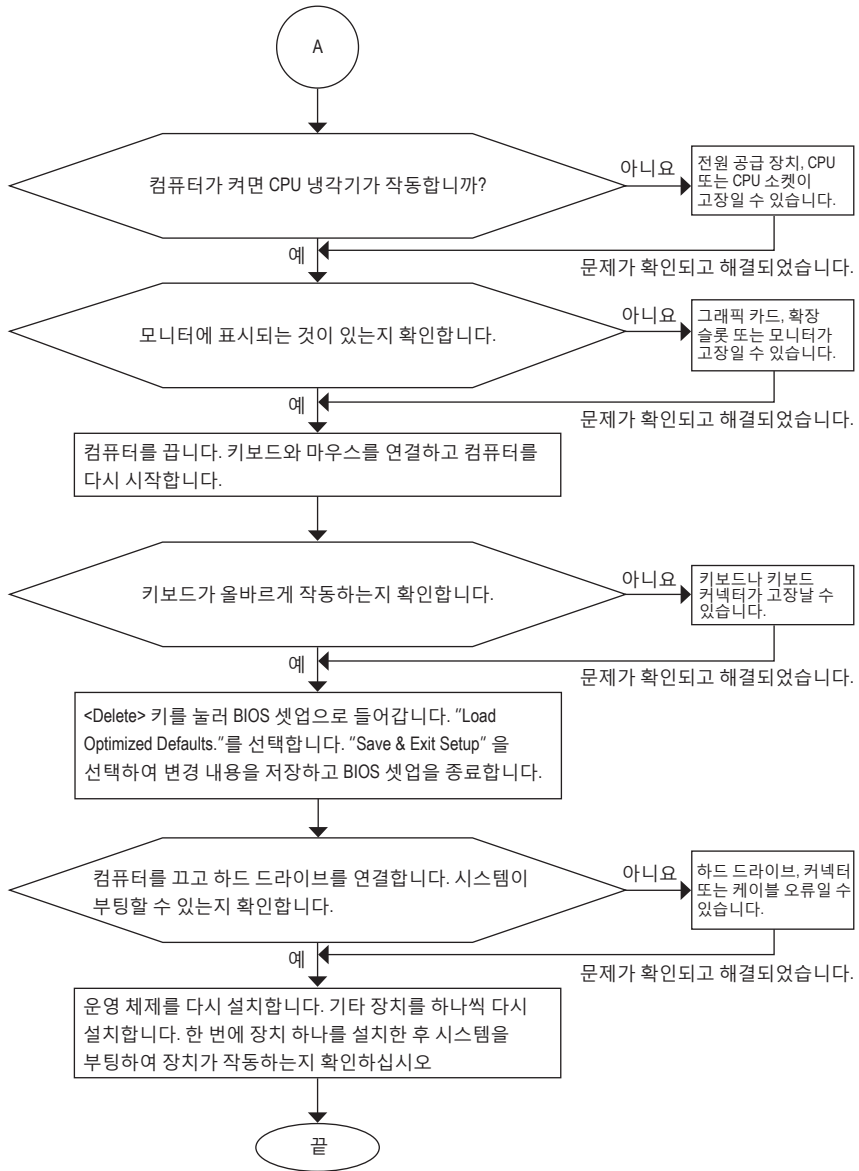 A
컴퓨터가 켜면 CPU 냉각기가 작동합니까?
아니요
전원 공급 장치, CPU
또는 CPU 소켓이
고장일 수 있습니다.
예
문제가 확인되고 해결되었습니다.
모니터에 표시되는 것이 있는지 확인합니다.
아니요
그래픽 카드, 확장
슬롯 또는 모니터가
고장일 수 있습니다.
예
문제가 확인되고 해결되었습니다.
컴퓨터를 끕니다. 키보드와 마우스를 연결하고 컴퓨터를
다시 시작합니다.
키보드가 올바르게 작동하는지 확인합니다.
아니요
키보드나 키보드
커넥터가 고장날 수
있습니다.
예
문제가 확인되고 해결되었습니다.
<Delete> 키를 눌러 BIOS 셋업으로 들어갑니다. "Load
Optimized Defaults."를 선택합니다. "Save & Exit Setup" 을
선택하여 변경 내용을 저장하고 BIOS 셋업을 종료합니다.
컴퓨터를 끄고 하드 드라이브를 연결합니다. 시스템이
부팅할 수 있는지 확인합니다.
아니요
하드 드라이브, 커넥터
또는 케이블 오류일 수
있습니다.
예
문제가 확인되고 해결되었습니다.
운영 체제를 다시 설치합니다. 기타 장치를 하나씩 다시
설치합니다. 한 번에 장치 하나를 설치한 후 시스템을
부팅하여 장치가 작동하는지 확인하십시오
끝